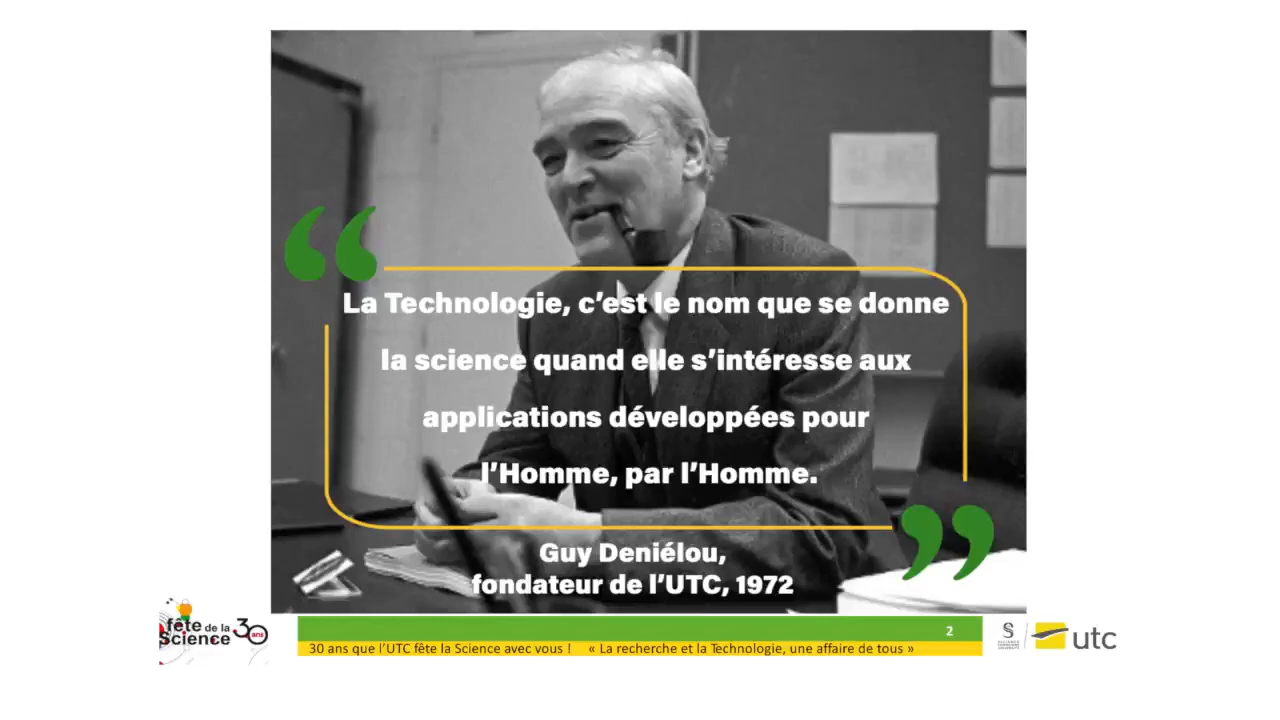 La Technologie, c’est le nom que se donne
la science quand elle s’intéresse aux
applications développées pour
l’Homme, par l’Homme.
Guy Deniélou,
fondateur de l’UTC, 1972
fête de la
Science 30 ans
2
30 ans que l’UTC fête la Science avec vous ! « La recherche et la Technologie, une affaire de tous »
utc